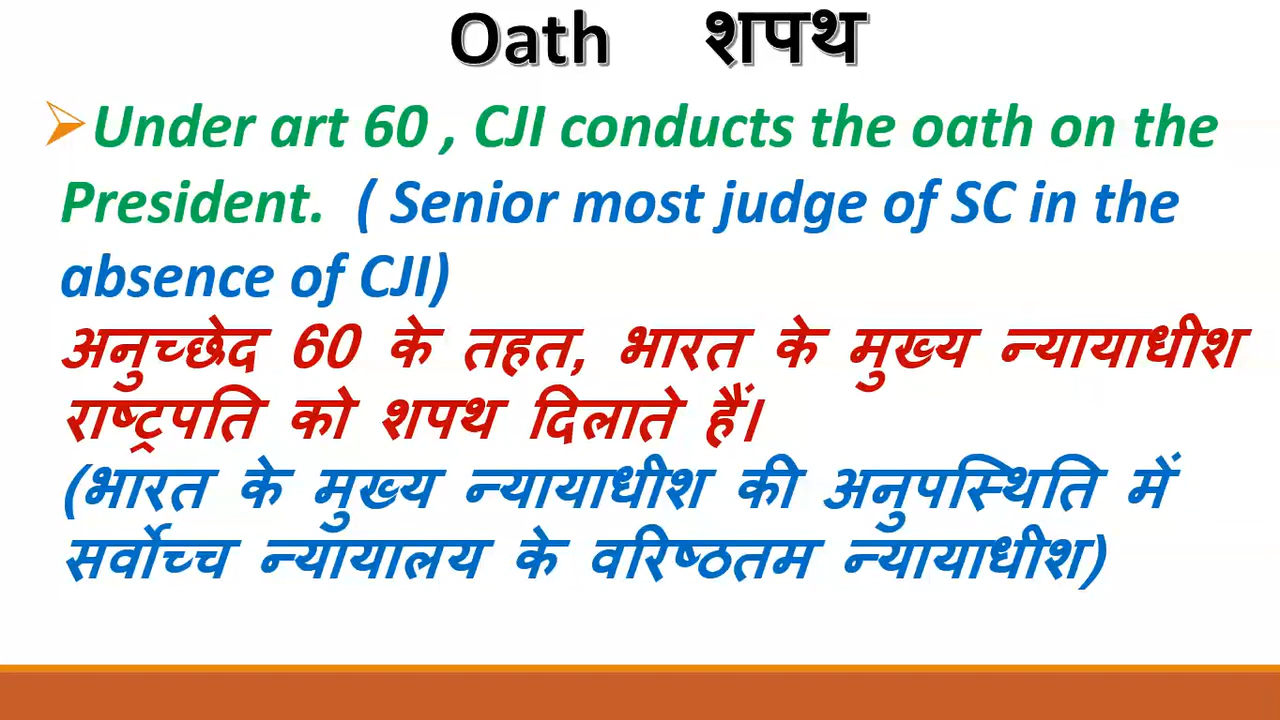 Oath शपथ
Under art 60 , CJI conducts the oath on the
President. ( Senior most judge of SC in the
absence of CJI)
अनुच्छेद 60 के तहत, भारत के मुख्य न्यायाधीश
राष्ट्रपति को शपथ दिलाते हैं।
(भारत के मुख्य न्यायाधीश की अनुपस्थिति में
सर्वोच्च न्यायालय के वरिष्ठतम न्यायाधीश)